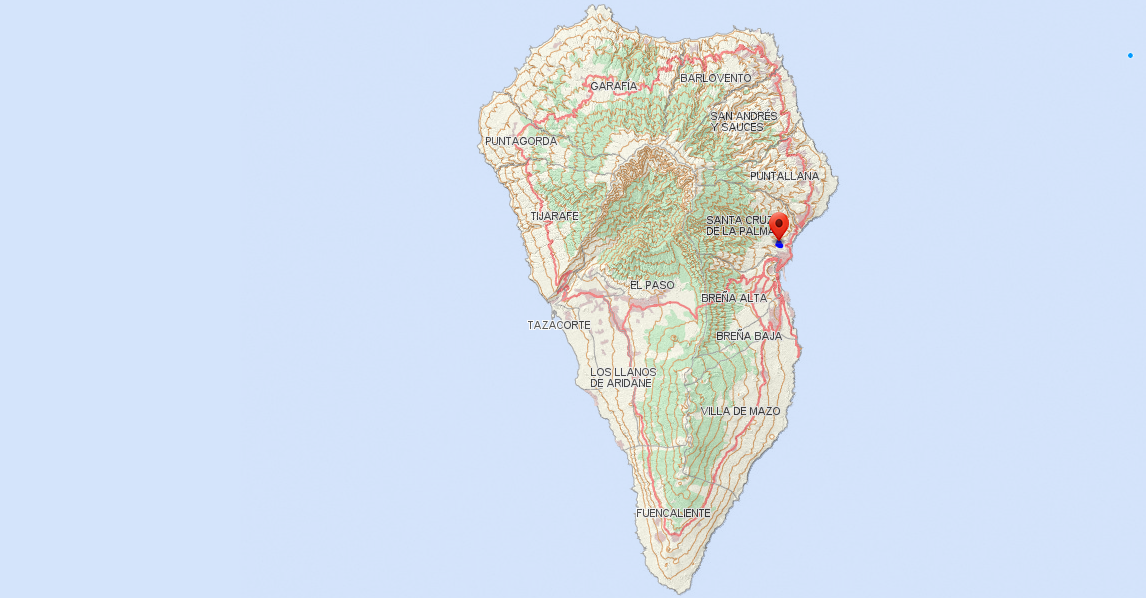 GARAFÍA
BARLOVENTO
SAN ANDRÉS
Y SAUCES
PUNTAGORDA
PUNTALLANA
TIJARAFE
SANTA CRUZ
DE LA PALMA
EL PASO
BREÑA ALTA
TAZACORTE
BREÑA BAJA
LOS LLANOS
DE ARIDANE
VILLA DE MAZO
FUENCALIENTE